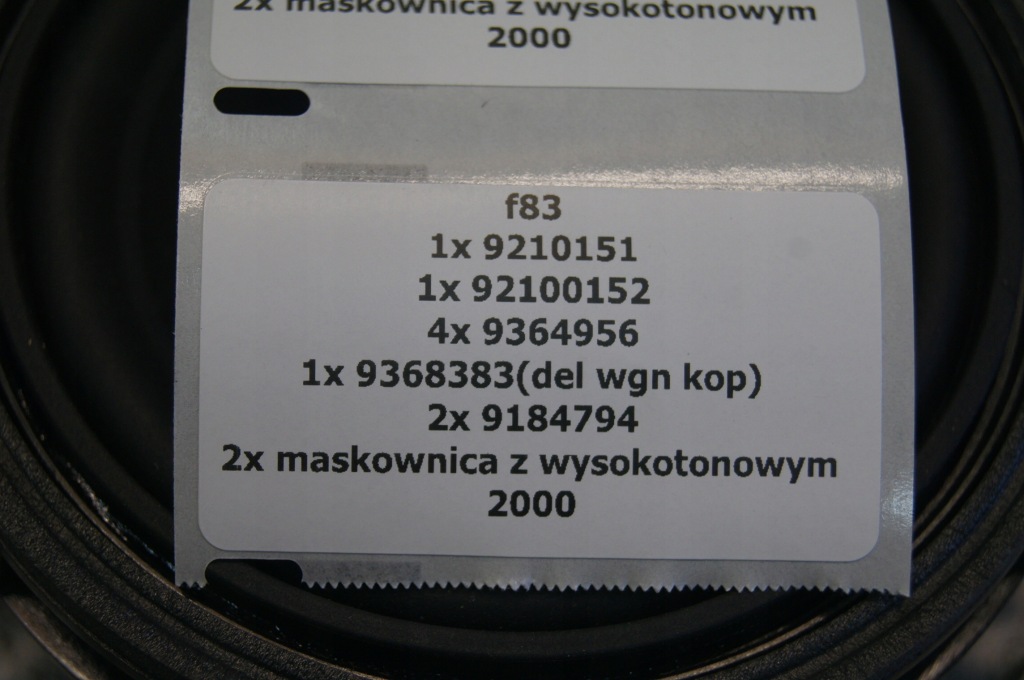 2x maskownica z wysokotonowym
2000
f83
1x 9210151
1x 92100152
4x 9364956
1x 9368383(del wgn kop)
2x 9184794
2x maskownica z wysokotonowym
2000